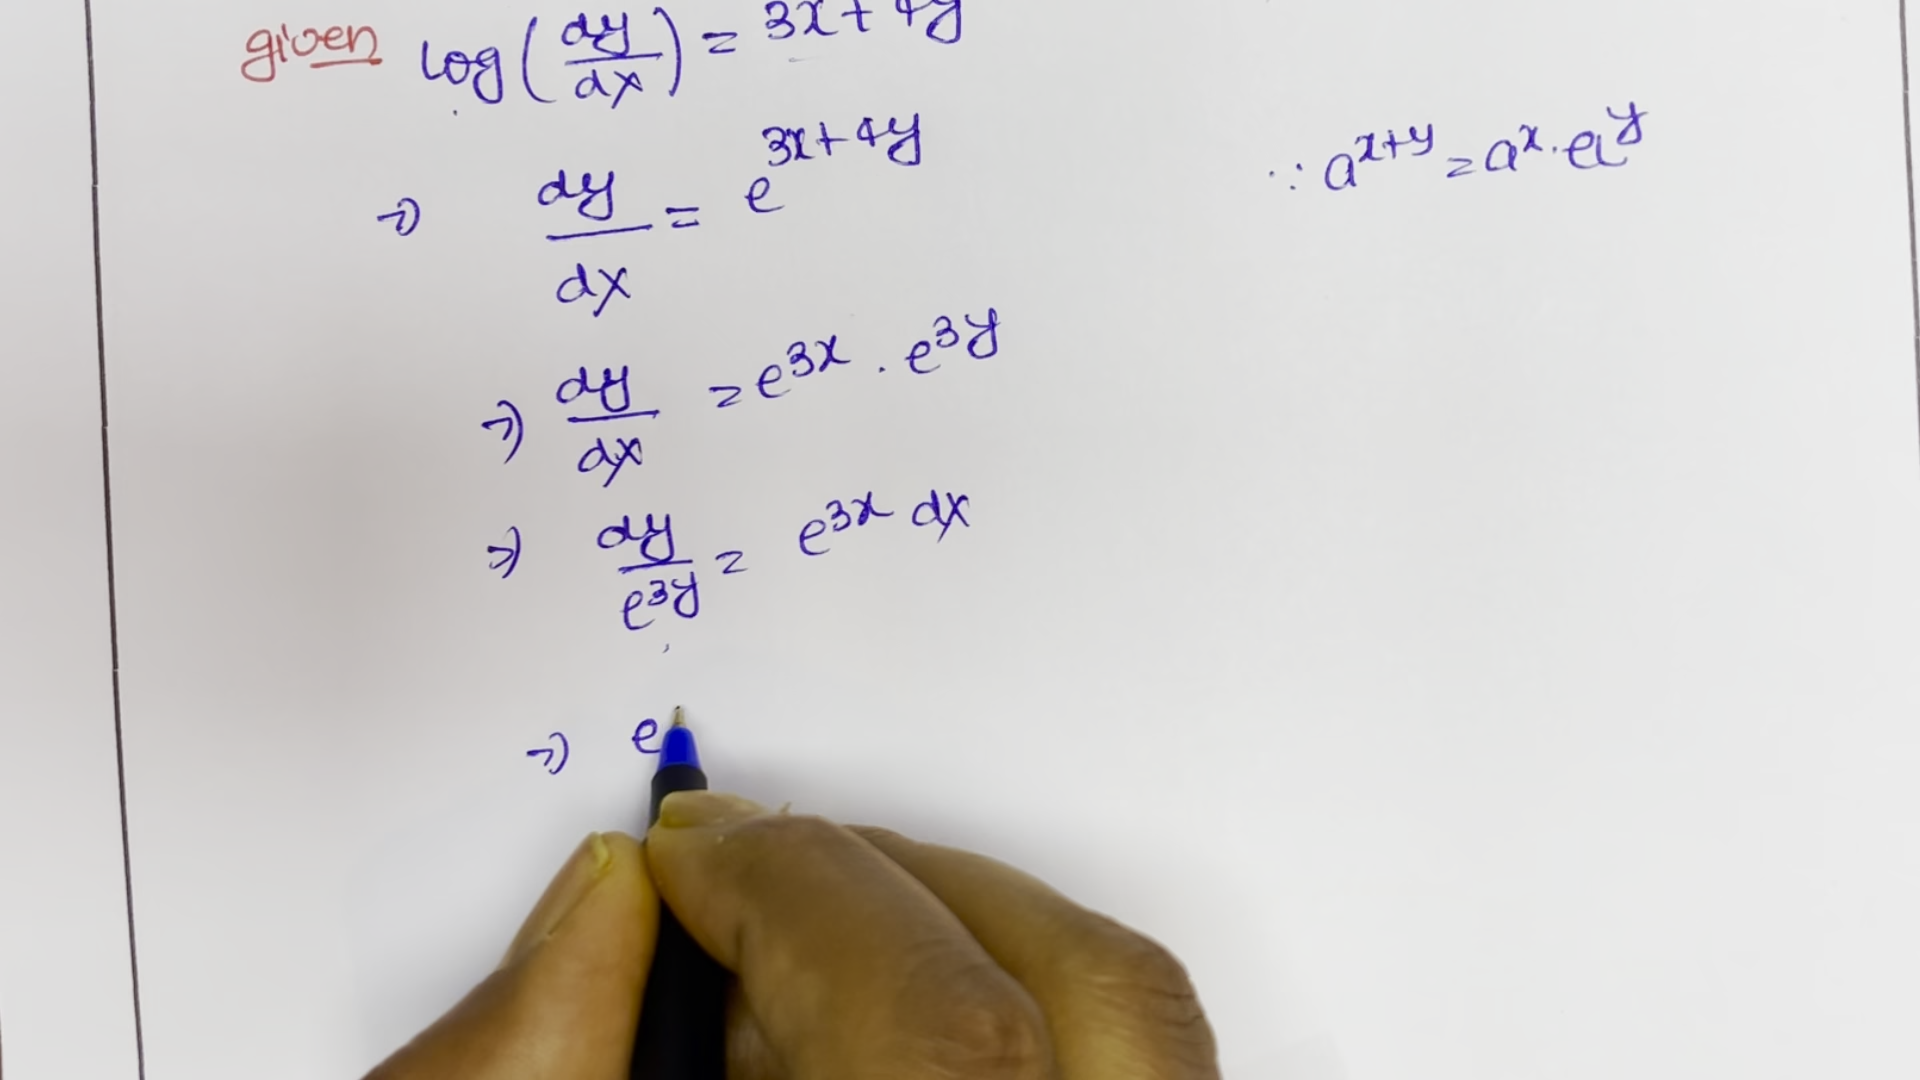 given log(dy/dx) = 3x + 4y
⇒ dy/dx = e^{3x+4y} ∵ a^{x+y} = a^x . a^y
⇒ dy/dx = e^{3x} . e^{3y}
⇒ dy/e^{3y} = e^{3x} dx
⇒ e